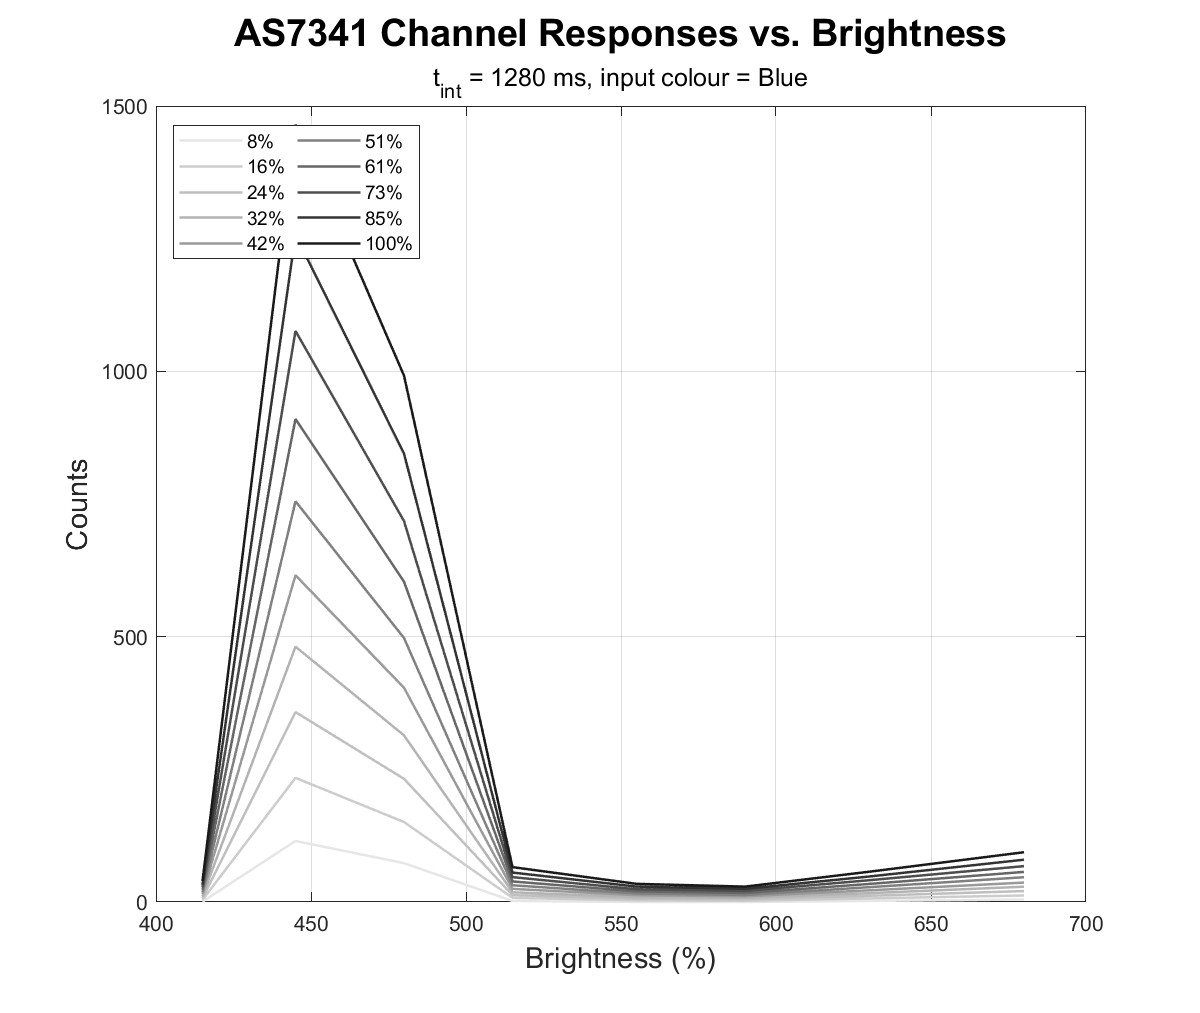 AS7341 Channel Responses vs. Brightness
tint = 1280 ms, input colour = Blue
1500
8% 51%
16% 61%
24% 73%
32% 85%
42% 100%
1000
Counts
500
0
400 450 500 550 600 650 700
Brightness (%)